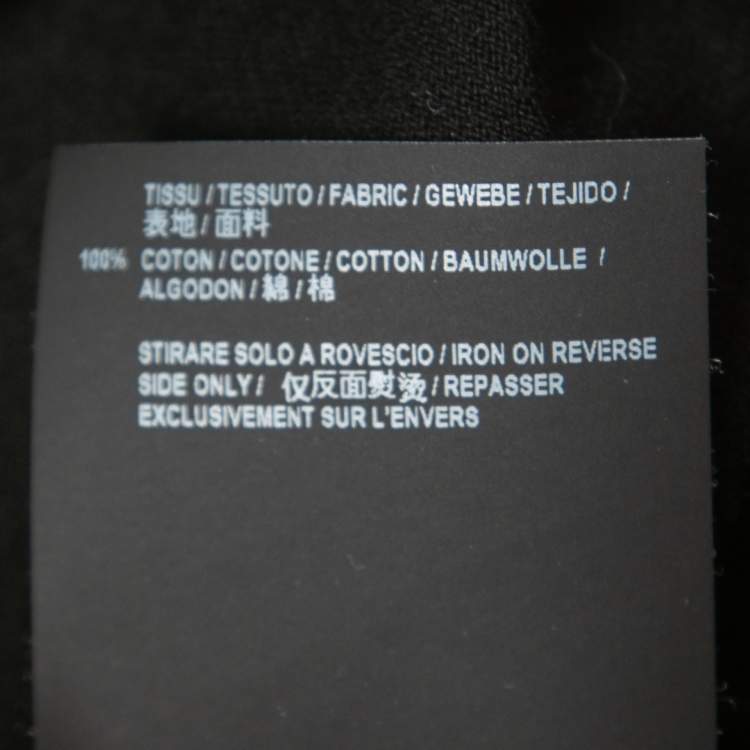 TISSU / TESSUTO / FABRIC / GEWEBE / TEJIDO /
表地 / 面料
100% COTON / COTONE / COTTON / BAUMWOLLE /
ALGODON / 綿 / 棉
STIRARE SOLO A ROVESCIO / IRON ON REVERSE
SIDE ONLY / 仅反面熨烫 / REPASSER
EXCLUSIVEMENT SUR L'ENVERS